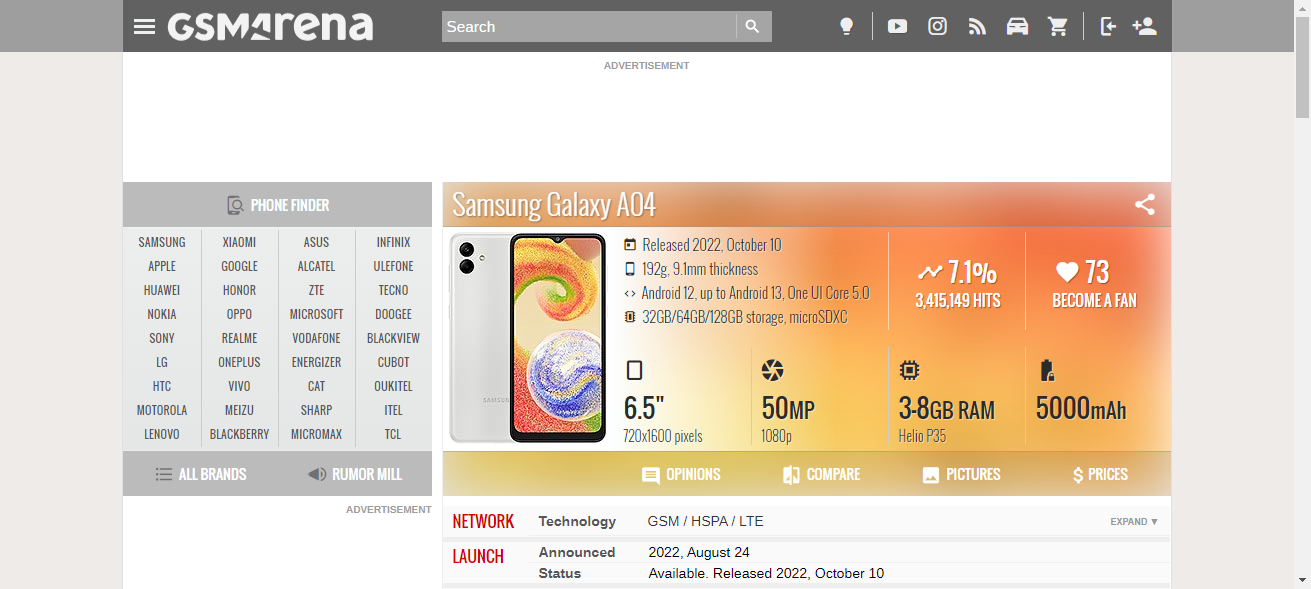 GSMArena
Search
ADVERTISEMENT
PHONE FINDER
SAMSUNG XIAOMI ASUS INFINIX
APPLE GOOGLE ALCATEL ULEFONE
HUAWEI HONOR ZTE TECNO
NOKIA OPPO MICROSOFT DOOGEE
SONY REALME VODAFONE BLACKVIEW
LG ONEPLUS ENERGIZER CUBOT
HTC VIVO CAT OUKITEL
MOTOROLA MEIZU SHARP ITEL
LENOVO BLACKBERRY MICROMAX TCL
ALL BRANDS RUMOR MILL
ADVERTISEMENT
Samsung Galaxy A04
SAMSUNG
Released 2022, October 10
192g, 9.1mm thickness
Android 12, up to Android 13, One UI Core 5.0
32GB/64GB/128GB storage, microSDXC
7.1%
3,415,149 HITS
73
BECOME A FAN
6.5"
720x1600 pixels
50MP
1080p
3-8GB RAM
Helio P35
5000mAh
OPINIONS COMPARE PICTURES $ PRICES
NETWORK Technology GSM / HSPA / LTE EXPAND ▼
LAUNCH Announced 2022, August 24
Status Available. Released 2022, October 10